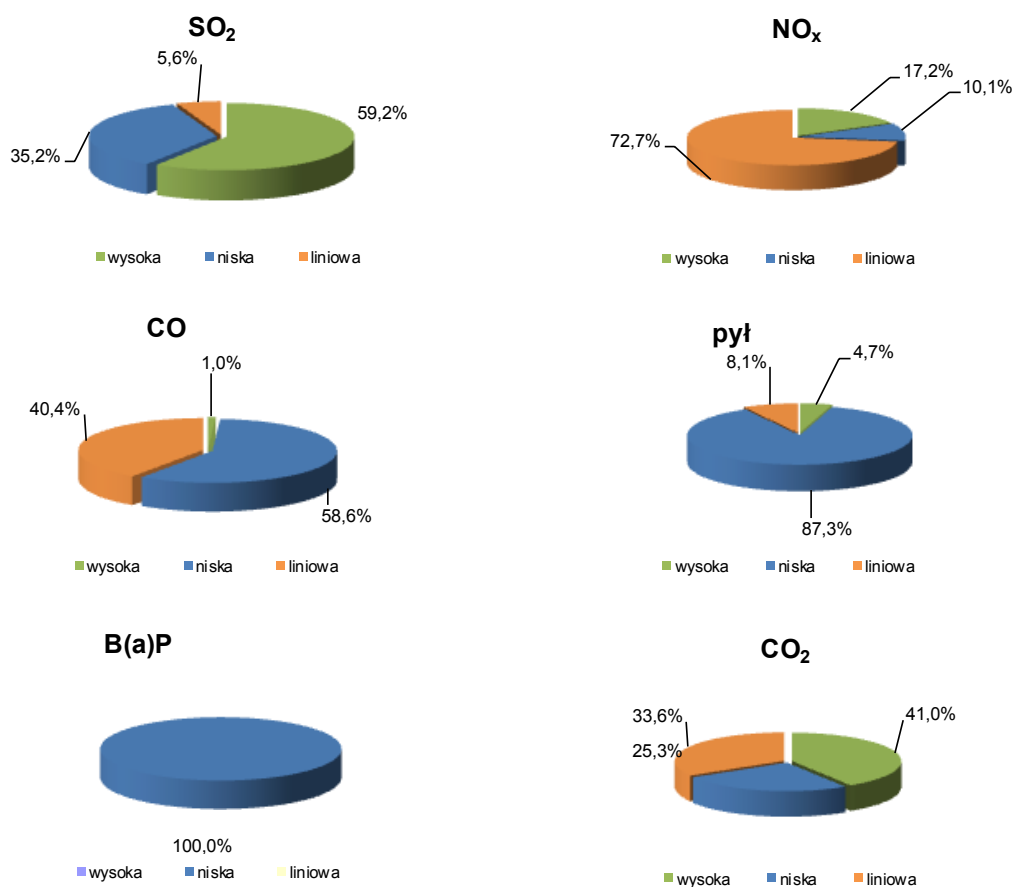 SO₂
5,6%
59,2%
35,2%
wysoka niska liniowa
NOₓ
17,2%
10,1%
72,7%
wysoka niska liniowa
CO
1,0%
40,4%
58,6%
wysoka niska liniowa
pył
8,1%
4,7%
87,3%
wysoka niska liniowa
B(a)P
100,0%
wysoka niska liniowa
CO₂
33,6%
41,0%
25,3%
wysoka niska liniowa